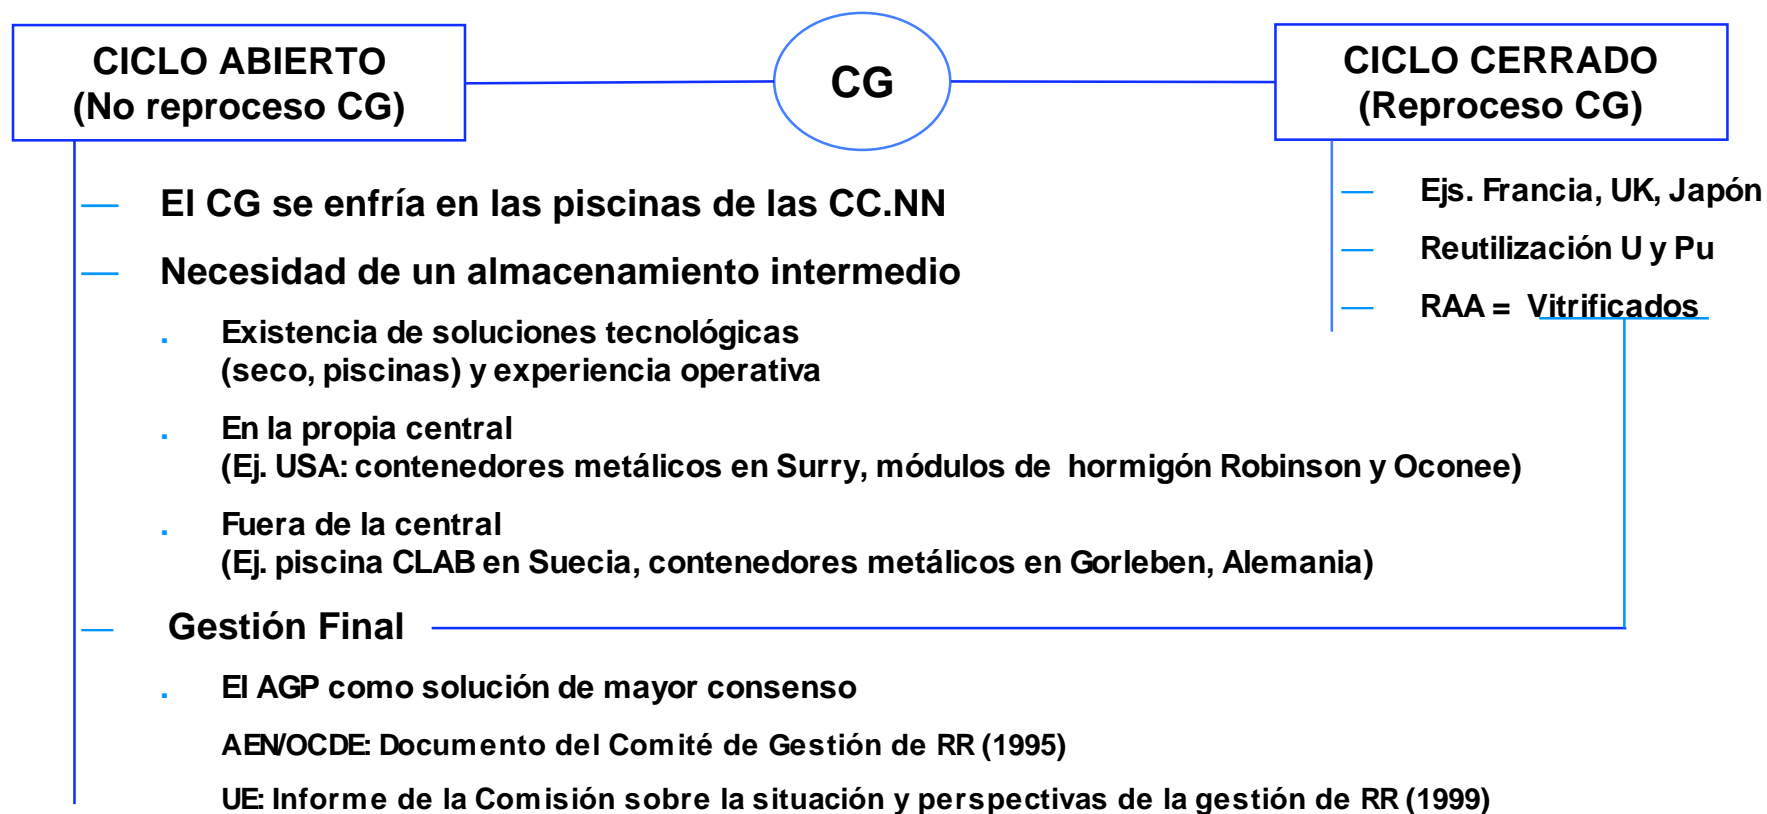 CICLO ABIERTO
(No reproceso CG)
CG
CICLO CERRADO
(Reproceso CG)
— El CG se enfría en las piscinas de las CC.NN
— Necesidad de un almacenamiento intermedio
. Existencia de soluciones tecnológicas
(seco, piscinas) y experiencia operativa
. En la propia central
(Ej. USA: contenedores metálicos en Surry, módulos de hormigón Robinson y Oconee)
. Fuera de la central
(Ej. piscina CLAB en Suecia, contenedores metálicos en Gorleben, Alemania)
— Gestión Final
. El AGP como solución de mayor consenso
AEN/OCDE: Documento del Comité de Gestión de RR (1995)
UE: Informe de la Comisión sobre la situación y perspectivas de la gestión de RR (1999)
— Ejs. Francia, UK, Japón
— Reutilización U y Pu
— RAA = Vitrificados